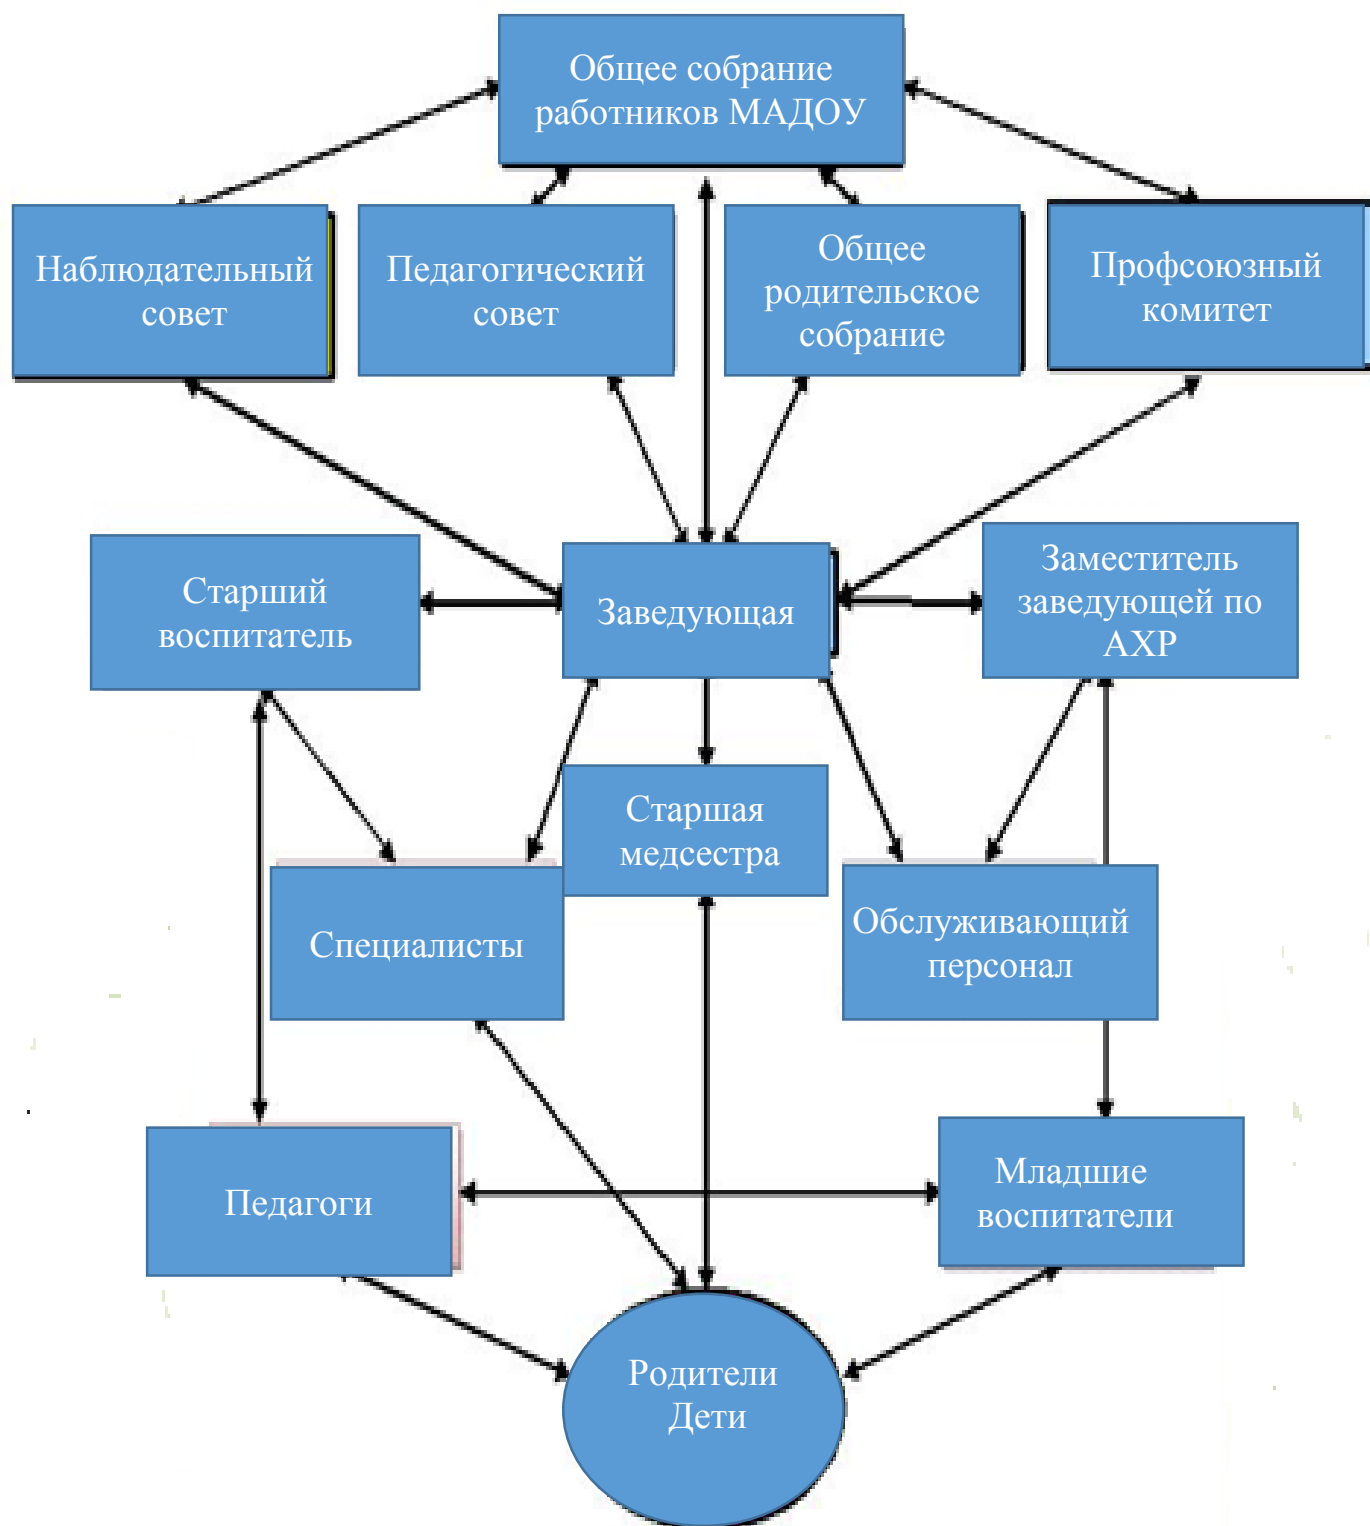 Общее собрание
работников МАДОУ
Наблюдательный
совет
Педагогический
совет
Общее
родительское
собрание
Профсоюзный
комитет
Старший
воспитатель
Заведующая
Заместитель
заведующей по
АХР
Старшая
медсестра
Специалисты
Обслуживающий
персонал
Педагоги
Младшие
воспитатели
Родители
Дети